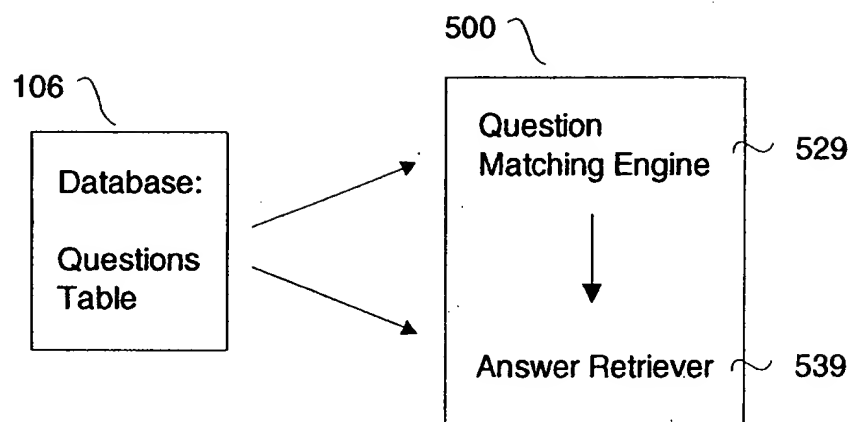 500
106
Question
Matching Engine
529
Database:
Questions
Table
Answer Retriever
539